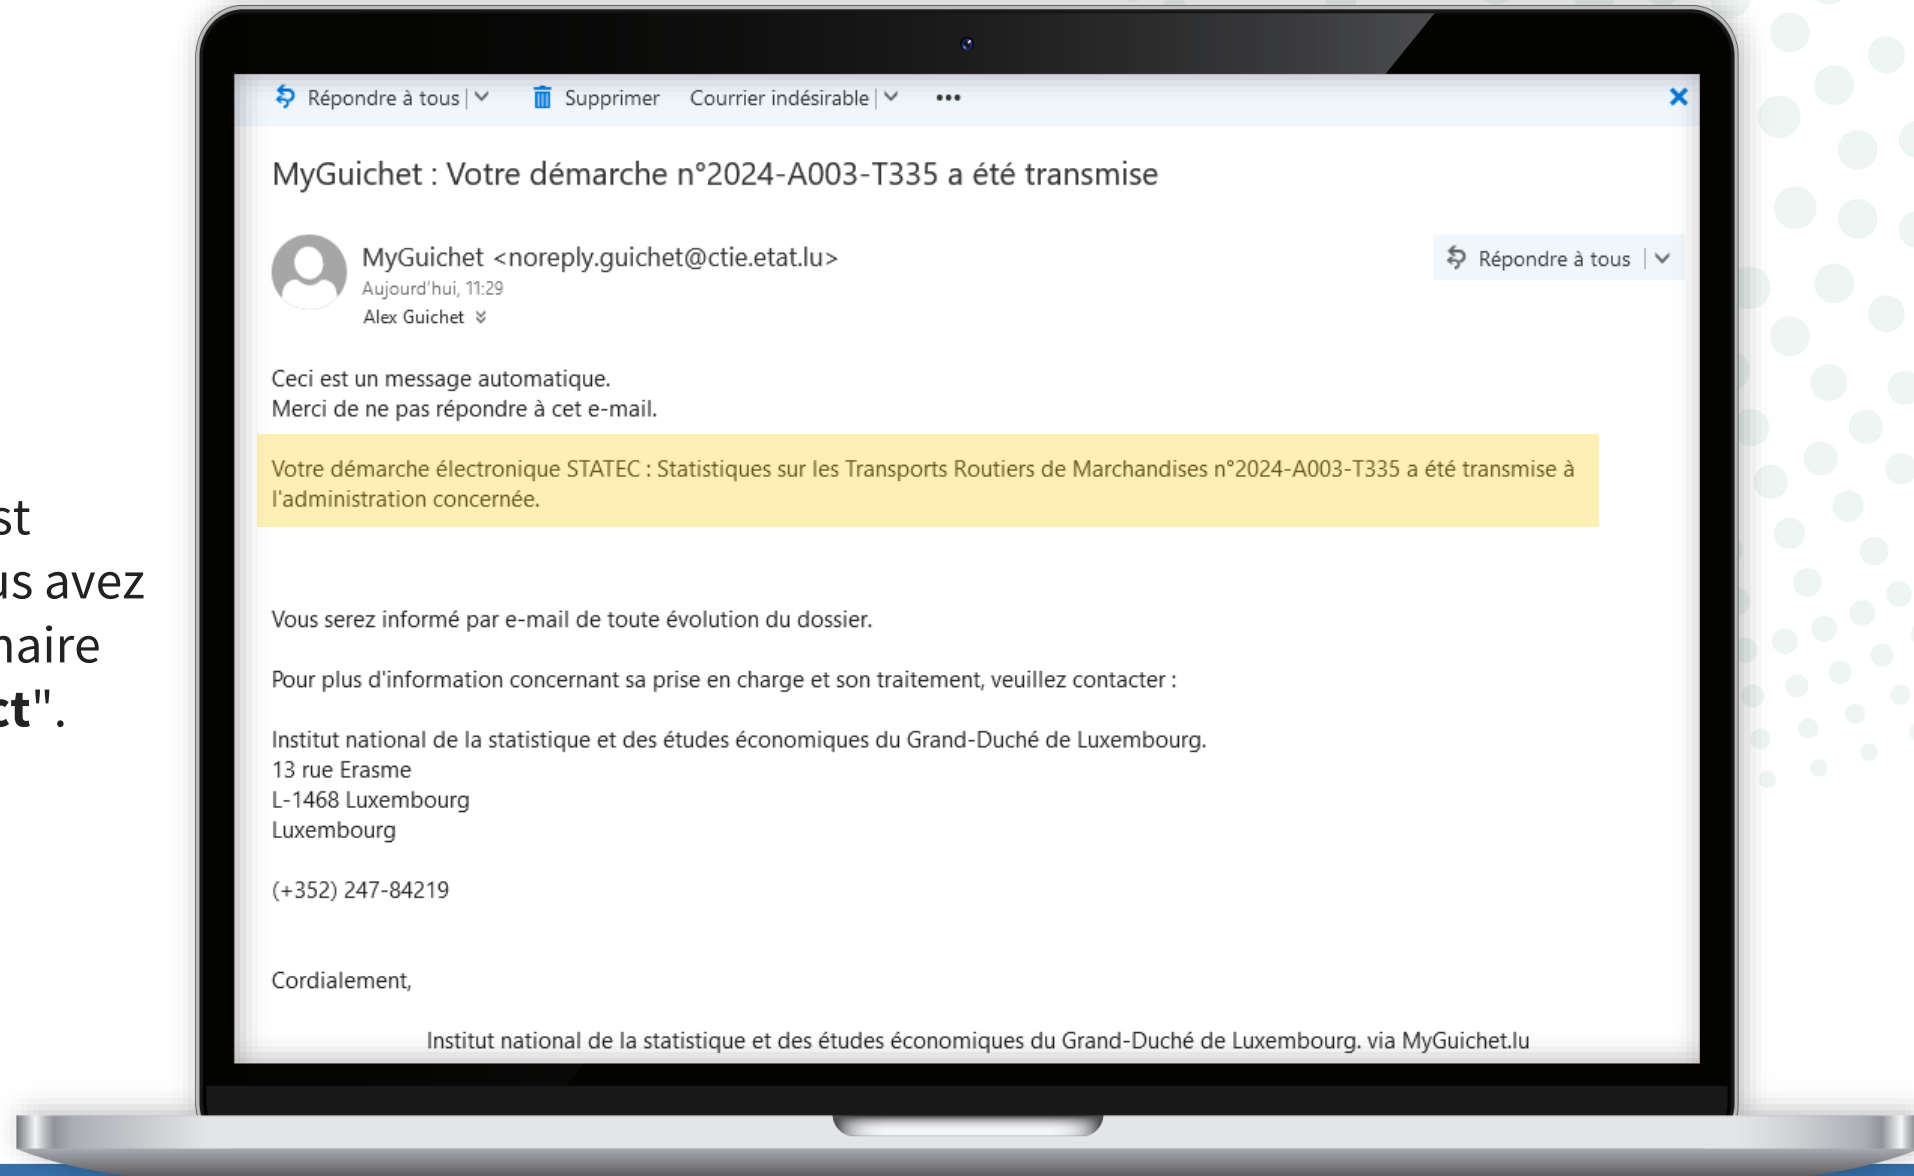 Répondre à tous
Supprimer
Courrier indésirable
MyGuichet : Votre démarche n°2024-A003-T335 a été transmise
MyGuichet <noreply.guichet@ctie.etat.lu>
Répondre à tous
Aujourd'hui, 11:29
Alex Guichet
Ceci est un message automatique.
Merci de ne pas répondre à cet e-mail.
Votre démarche électronique STATEC : Statistiques sur les Transports Routiers de Marchandises n°2024-A003-T335 a été transmise à
l'administration concernée.
st
us avez
naire
ct".
Vous serez informé par e-mail de toute évolution du dossier.
Pour plus d'information concernant sa prise en charge et son traitement, veuillez contacter :
Institut national de la statistique et des études économiques du Grand-Duché de Luxembourg.
13 rue Erasme
L-1468 Luxembourg
Luxembourg
(+352) 247-84219
Cordialement,
Institut national de la statistique et des études économiques du Grand-Duché de Luxembourg. via MyGuichet.lu